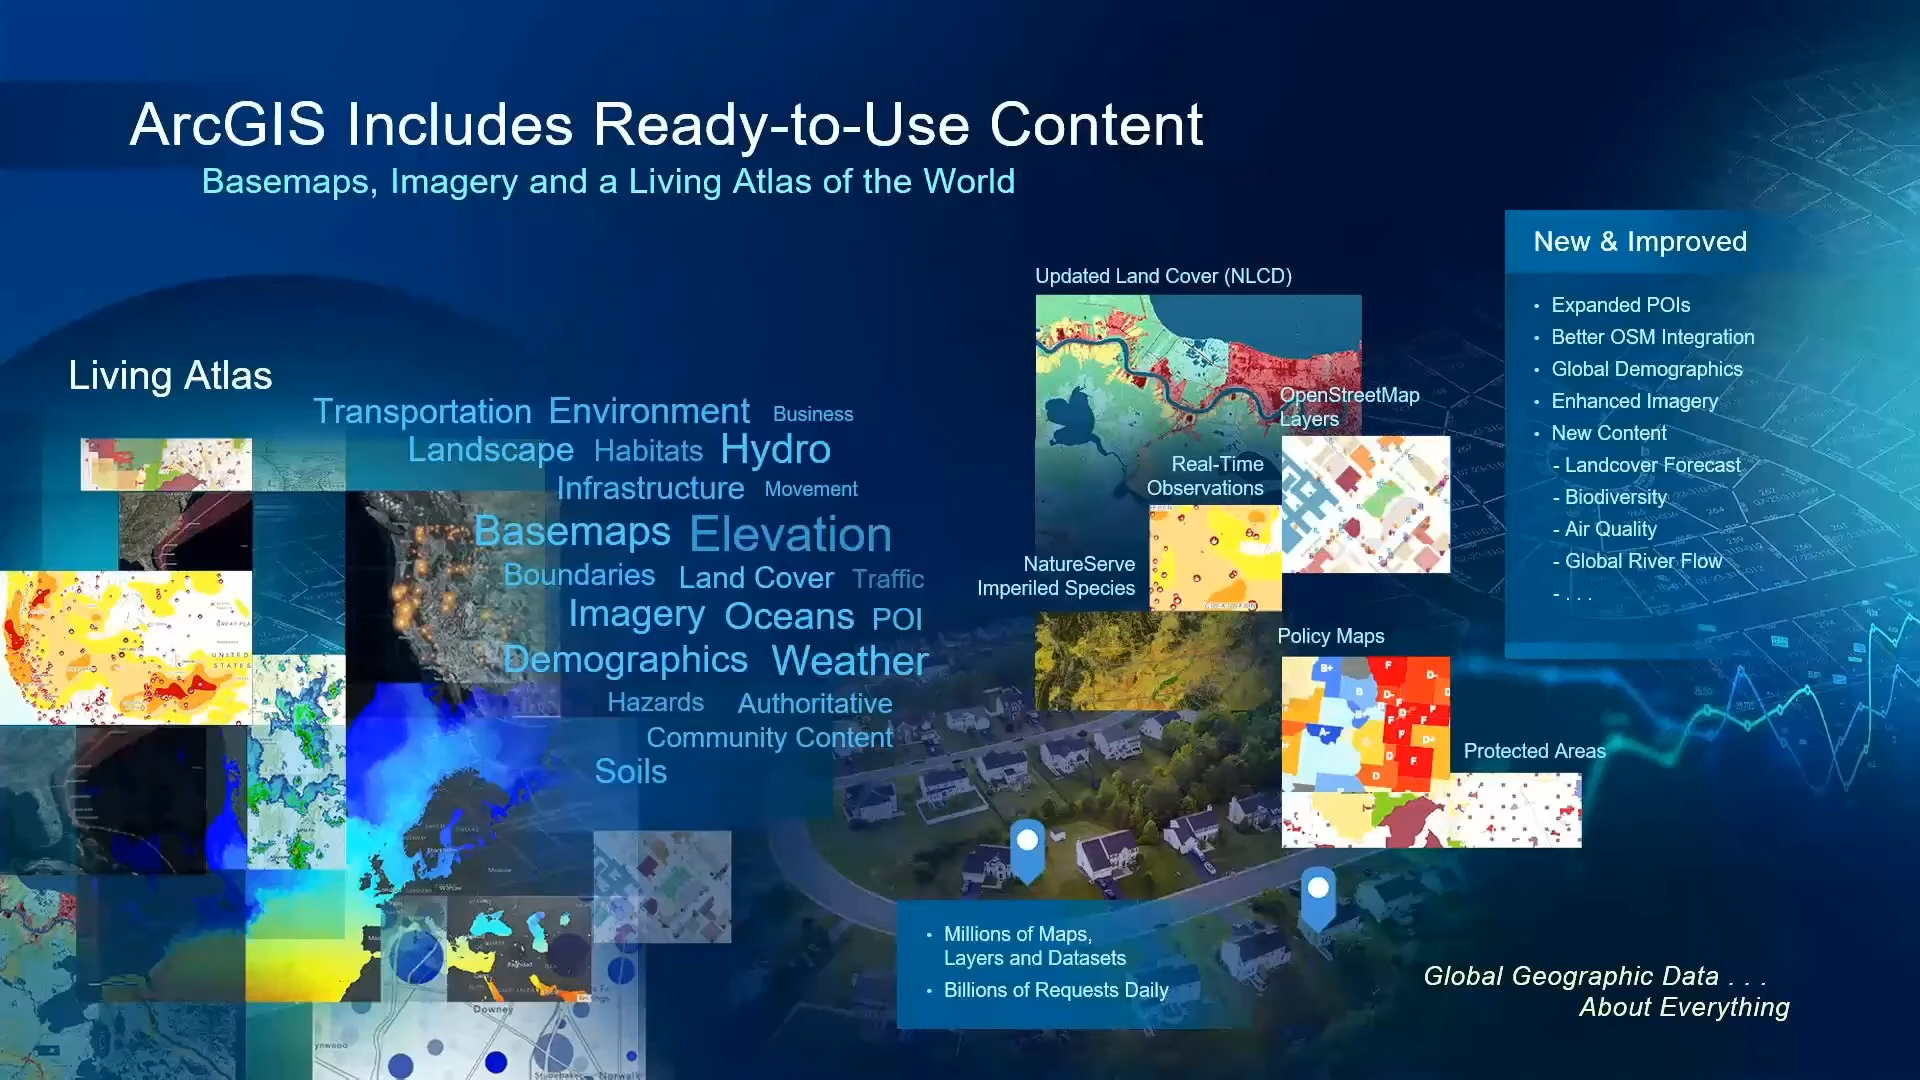 ArcGIS Includes Ready-to-Use Content
Basemaps, Imagery and a Living Atlas of the World
Living Atlas
Transportation Environment Business
Landscape Habitats Hydro
Infrastructure Movement
Basemaps Elevation
Boundaries Land Cover Traffic
Imagery Oceans POI
Demographics Weather
Hazards Authoritative
Community Content
Soils
Updated Land Cover (NLCD)
OpenStreetMap
Layers
Real-Time
Observations
NatureServe
Imperiled Species
Policy Maps
Protected Areas
New & Improved
• Expanded POIs
• Better OSM Integration
• Global Demographics
• Enhanced Imagery
• New Content
- Landcover Forecast
- Biodiversity
- Air Quality
- Global River Flow
- . . .
• Millions of Maps,
Layers and Datasets
• Billions of Requests Daily
Global Geographic Data . . .
About Everything
UNITED
STATES
Downey
Norwalk